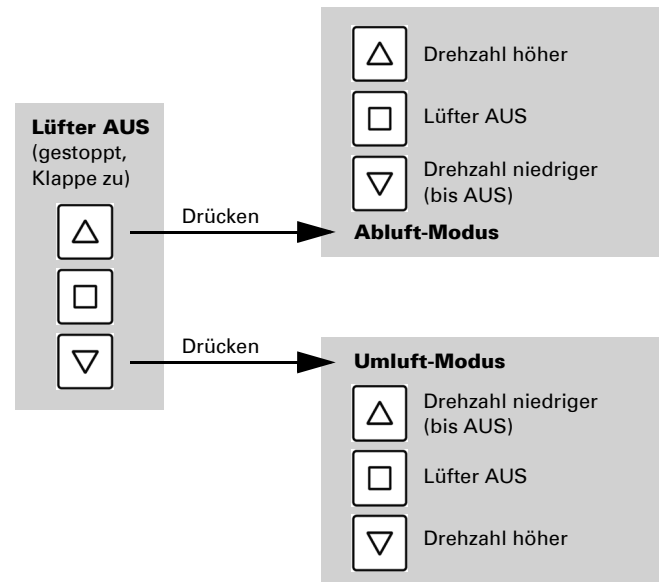 Lüfter AUS
(gestoppt,
Klappe zu)
Drücken
Drehzahl höher
Lüfter AUS
Drehzahl niedriger
(bis AUS)
Abluft-Modus
Drücken
Umluft-Modus
Drehzahl niedriger
(bis AUS)
Lüfter AUS
Drehzahl höher